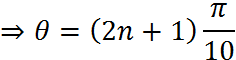 ⇒ θ = (2n + 1) π/10